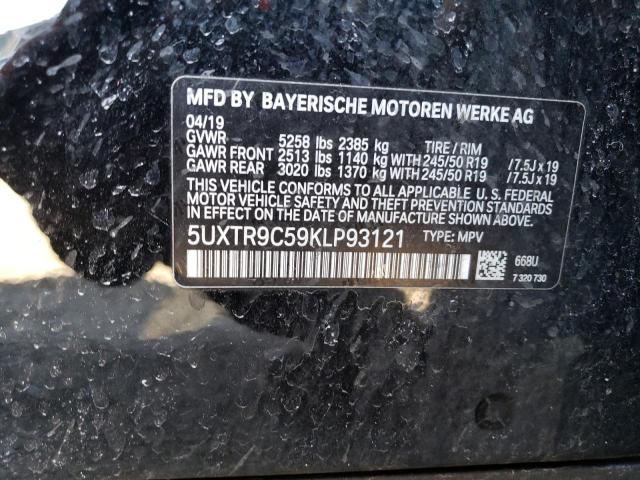 MFD BY BAYERISCHE MOTOREN WERKE AG
04/19
GVWR 5258 lbs 2385 kg TIRE / RIM
GAWR FRONT 2513 lbs 1140 kg WITH 245/50 R19 /7.5J x 19
GAWR REAR 3020 lbs 1370 kg WITH 245/50 R19 /7.5J x 19
THIS VEHICLE CONFORMS TO ALL APPLICABLE U.S. FEDERAL
MOTOR VEHICLE SAFETY AND THEFT PREVENTION STANDARDS
IN EFFECT ON THE DATE OF MANUFACTURE SHOWN ABOVE.
5UXTR9C59KLP93121 TYPE: MPV
668U
7 320 730